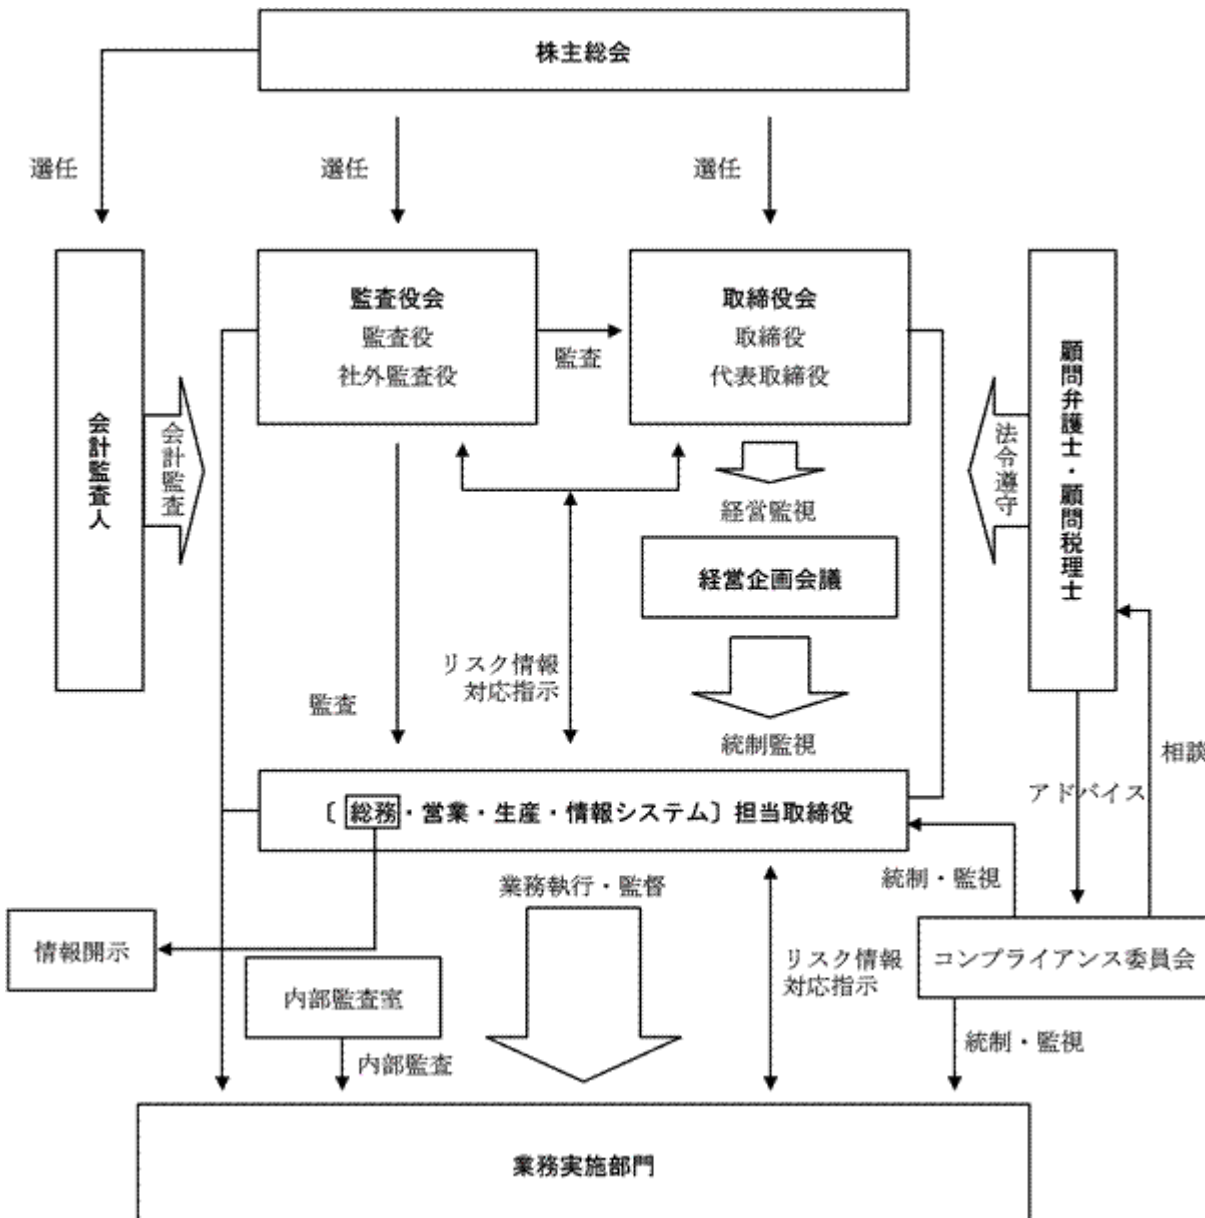 株主総会
選任
選任
選任
監査役会
監査役
社外監査役
監査
取締役会
取締役
代表取締役
会計監査人
会計監査
法令遵守
顧問弁護士・顧問税理士
経営監視
経営企画会議
リスク情報
対応指示
監査
統制監視
相談
アドバイス
〔総務・営業・生産・情報システム〕担当取締役
業務執行・監督
統制・監視
情報開示
内部監査室
リスク情報
対応指示
コンプライアンス委員会
内部監査
統制・監視
業務実施部門